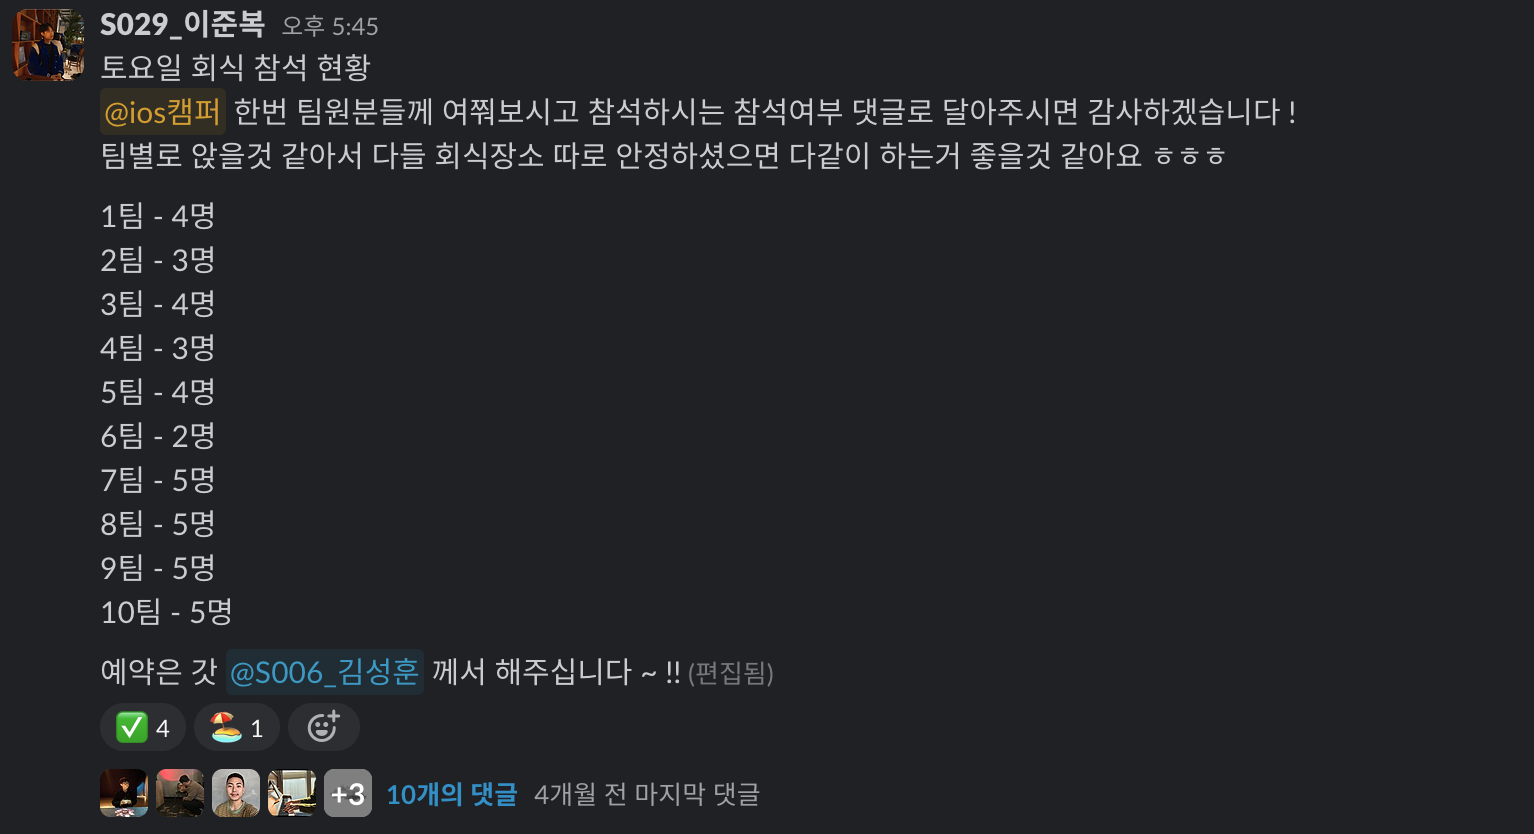 S029_이준복 오후 5:45
토요일 회식 참석 현황
@ios캠퍼 한번 팀원분들께 여쭤보시고 참석하시는 참석여부 댓글로 달아주시면 감사하겠습니다 !
팀별로 앉을것 같아서 다들 회식장소 따로 안정하셨으면 다같이 하는거 좋을것 같아요 ㅎㅎㅎ
1팀 - 4명
2팀 - 3명
3팀 - 4명
4팀 - 3명
5팀 - 4명
6팀 - 2명
7팀 - 5명
8팀 - 5명
9팀 - 5명
10팀 - 5명
예약은 갓 @S006_김성훈 께서 해주십니다 ~ !! (편집됨)
4 1
+3 10개의 댓글 4개월 전 마지막 댓글